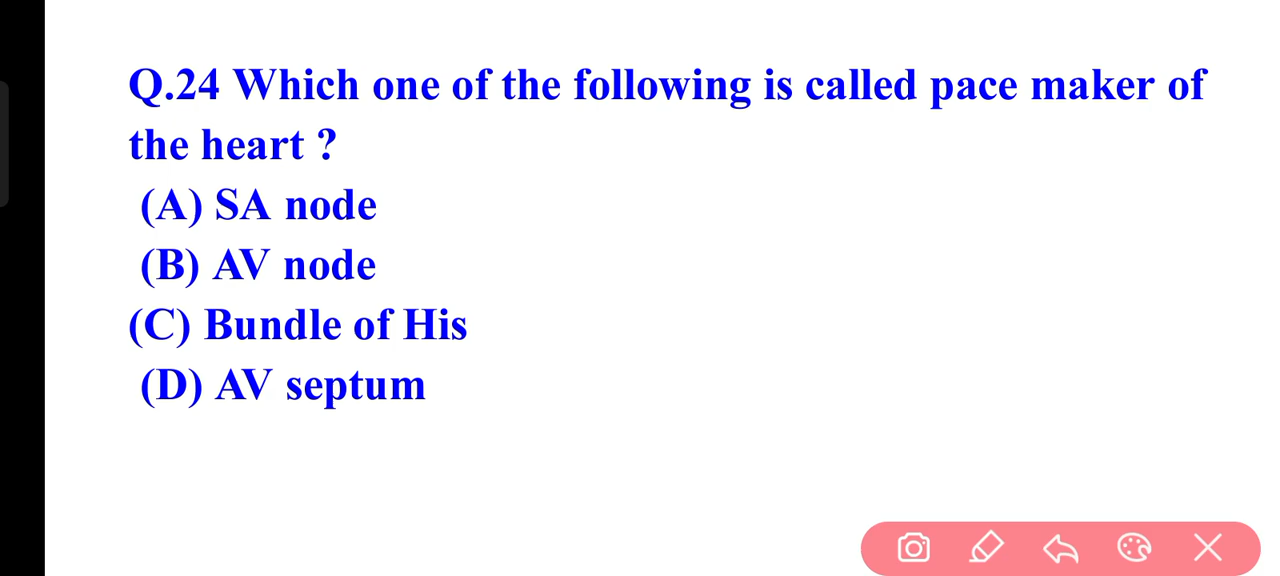 Q.24 Which one of the following is called pace maker of
the heart ?
(A) SA node
(B) AV node
(C) Bundle of His
(D) AV septum